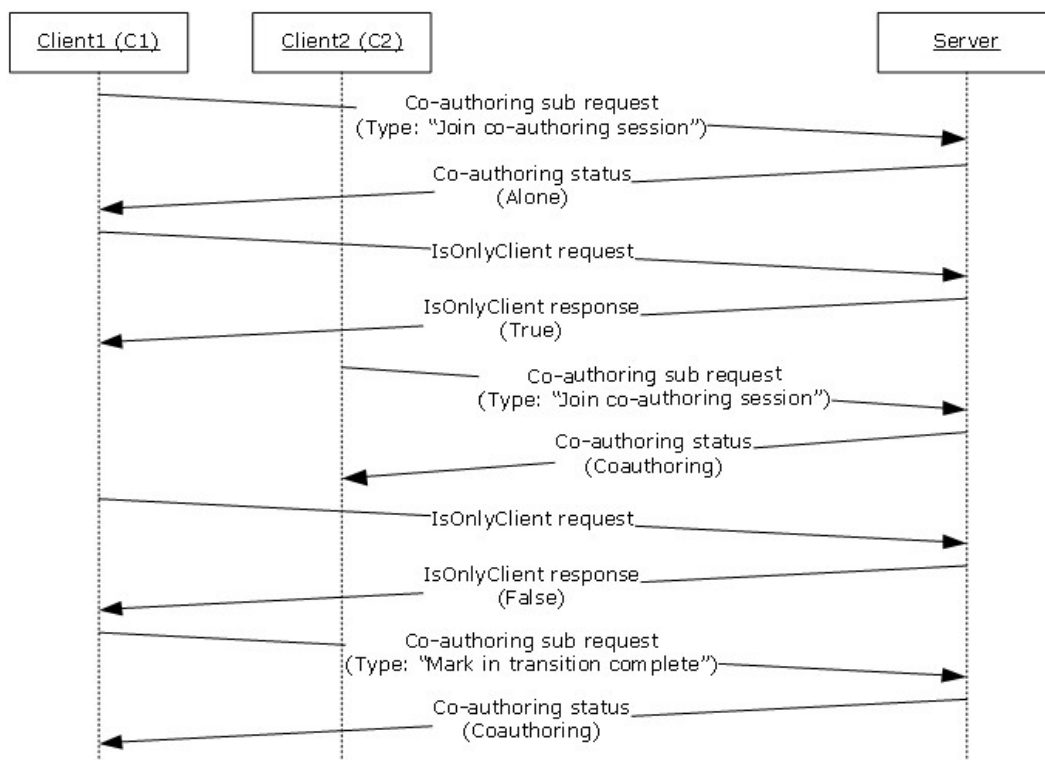 Client1 (C1)
Client2 (C2)
Server
Co-authoring sub request
(Type: “Join co-authoring session”)
Co-authoring status
(Alone)
IsOnlyClient request
IsOnlyClient response
(True)
Co-authoring sub request
(Type: “Join co-authoring session”)
Co-authoring status
(Coauthoring)
IsOnlyClient request
IsOnlyClient response
(False)
Co-authoring sub request
(Type: “Mark in transition complete”)
Co-authoring status
(Coauthoring)